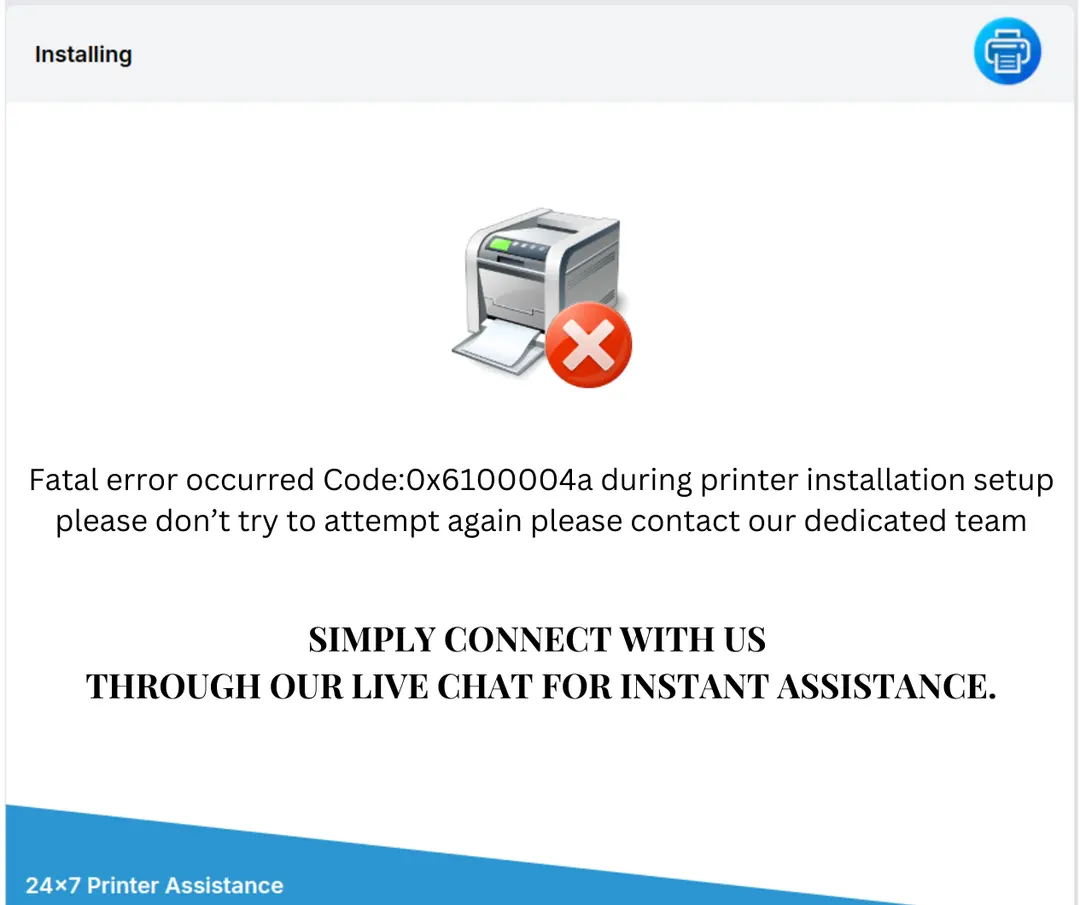 Installing
Fatal error occurred Code:0x6100004a during printer installation setup
please don’t try to attempt again please contact our dedicated team
SIMPLY CONNECT WITH US
THROUGH OUR LIVE CHAT FOR INSTANT ASSISTANCE.
24×7 Printer Assistance